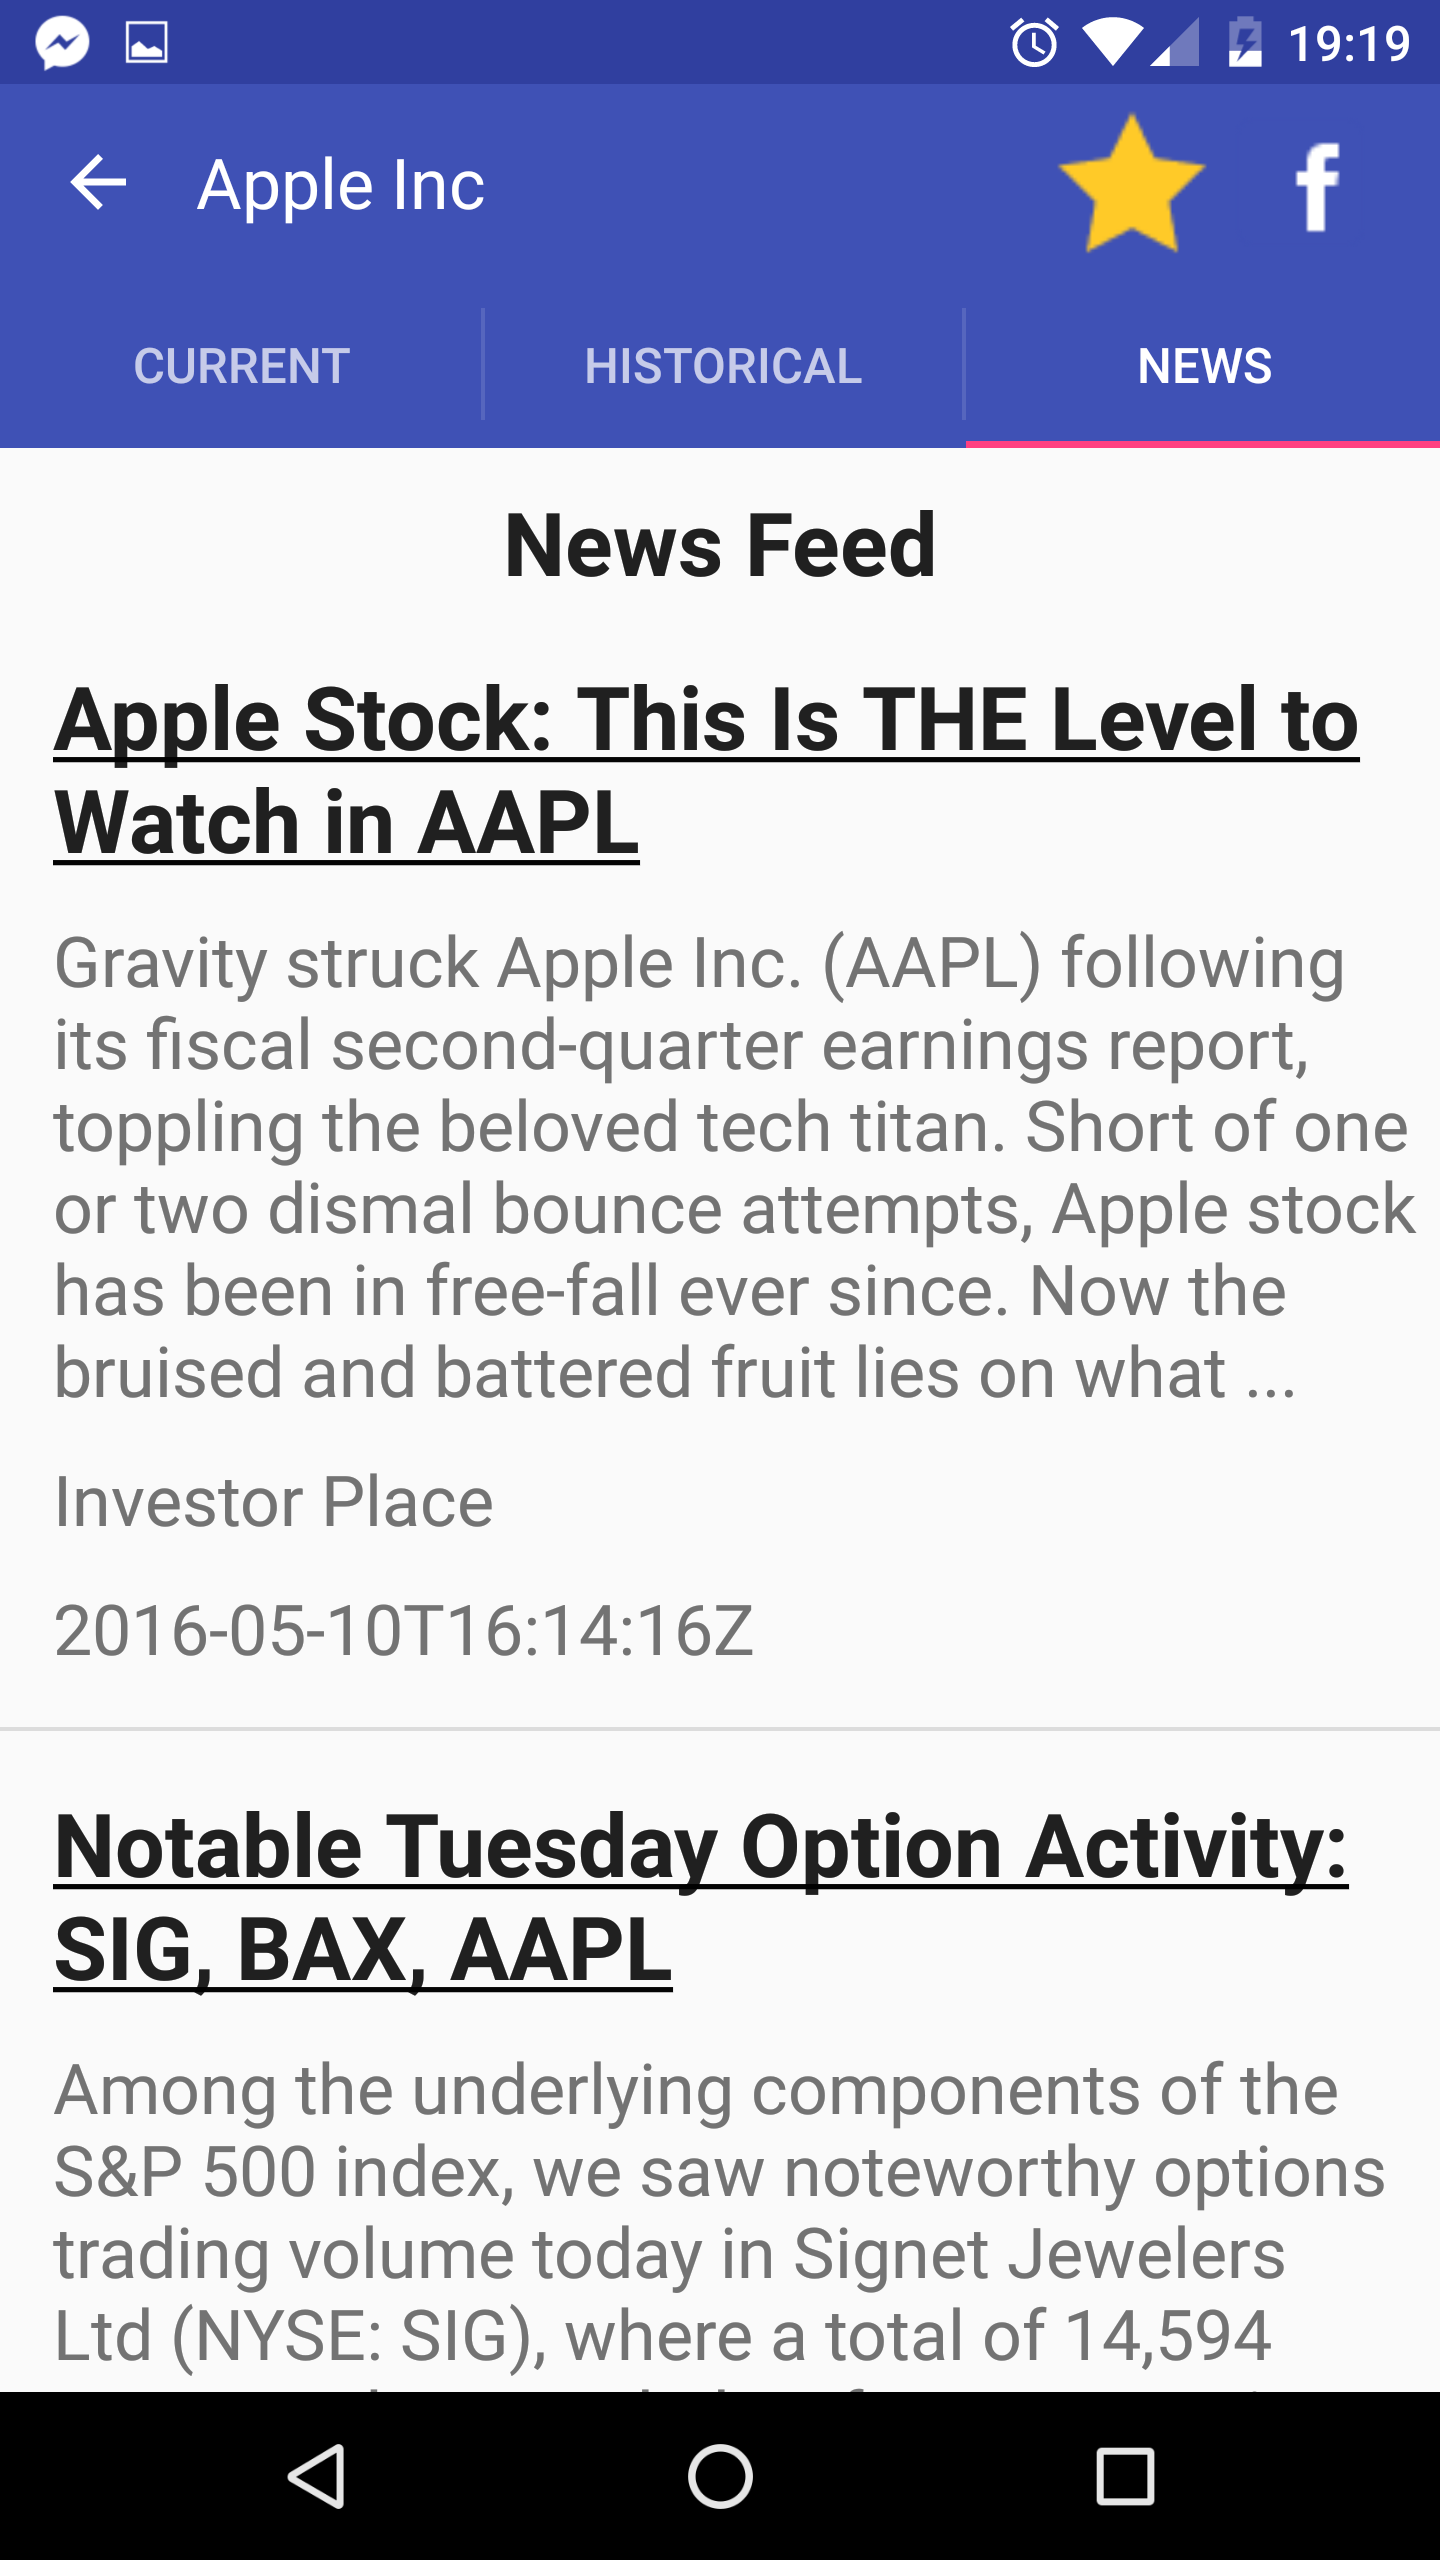 19:19
Apple Inc
CURRENT HISTORICAL NEWS
News Feed
Apple Stock: This Is THE Level to
Watch in AAPL
Gravity struck Apple Inc. (AAPL) following
its fiscal second-quarter earnings report,
toppling the beloved tech titan. Short of one
or two dismal bounce attempts, Apple stock
has been in free-fall ever since. Now the
bruised and battered fruit lies on what ...
Investor Place
2016-05-10T16:14:16Z
Notable Tuesday Option Activity:
SIG, BAX, AAPL
Among the underlying components of the
S&P 500 index, we saw noteworthy options
trading volume today in Signet Jewelers
Ltd (NYSE: SIG), where a total of 14,594